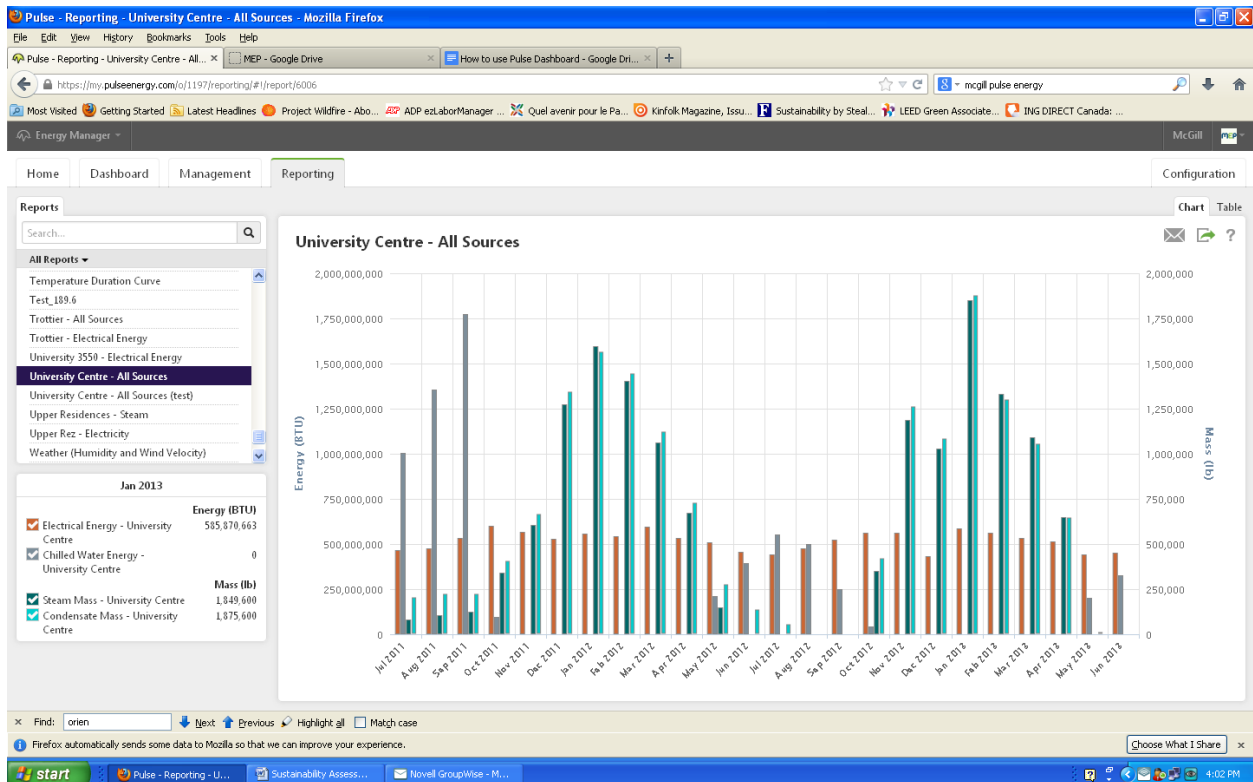 Pulse - Reporting - University Centre - All Sources - Mozilla Firefox
File Edit View History Bookmarks Tools Help
Pulse - Reporting - University Centre - All... × MEP - Google Drive × How to use Pulse Dashboard - Google Dri... × +
https://my.pulseenergy.com/o/1197/reporting/#!/report/6006 mcgill pulse energy
Most Visited Getting Started Latest Headlines Project Wildfire - Abo... ADP ezLaborManager ... Quel avenir pour le Pa... Kinfolk Magazine, Issu... Sustainability by Steal... LEED Green Associate... ING DIRECT Canada: ...
Energy Manager McGill MEP
Home Dashboard Management Reporting Configuration
Reports Chart Table
Search...
All Reports
Temperature Duration Curve
Test_189.6
Trottier - All Sources
Trottier - Electrical Energy
University 3550 - Electrical Energy
University Centre - All Sources
University Centre - All Sources (test)
Upper Residences - Steam
Upper Rez - Electricity
Weather (Humidity and Wind Velocity)
Jan 2013
Energy (BTU)
Electrical Energy - University Centre 585,870,663
Chilled Water Energy - University Centre 0
Mass (lb)
Steam Mass - University Centre 1,849,600
Condensate Mass - University Centre 1,875,600
University Centre - All Sources
?
2,000,000,000 2,000,000
1,750,000,000 1,750,000
1,500,000,000 1,500,000
1,250,000,000 1,250,000
1,000,000,000 1,000,000
750,000,000 750,000
500,000,000 500,000
250,000,000 250,000
0 0
Energy (BTU)
Mass (lb)
Jul 2011 Aug 2011 Sep 2011 Oct 2011 Nov 2011 Dec 2011 Jan 2012 Feb 2012 Mar 2012 Apr 2012 May 2012 Jun 2012 Jul 2012 Aug 2012 Sep 2012 Oct 2012 Nov 2012 Dec 2012 Jan 2013 Feb 2013 Mar 2013 Apr 2013 May 2013 Jun 2013
× Find: orien Next Previous Highlight all Match case
Firefox automatically sends some data to Mozilla so that we can improve your experience. Choose What I Share ×
start Pulse - Reporting - U... Sustainability Assess... Novell GroupWise - M... 4:02 PM